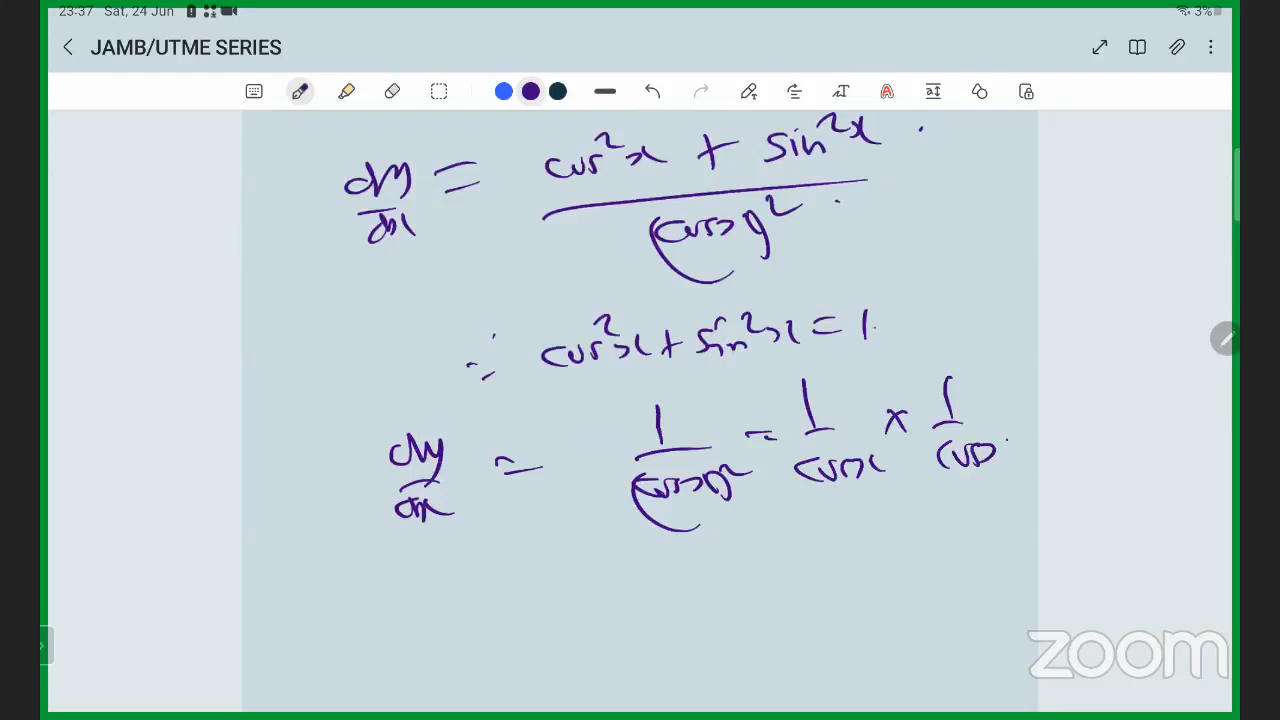 23:37 Sat, 24 Jun
3%
JAMB/UTME SERIES
dy/dx = cos²x + sin²x / (cosx)²
∵ cos²x + sin²x = 1
dy/dx = 1/(cosx)² = 1/cosx × 1/cos
zoom